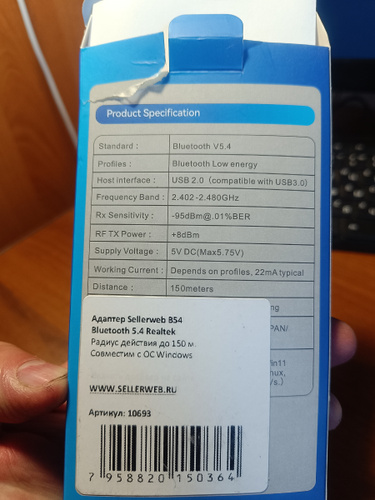 Product Specification
Standard : Bluetooth V5.4
Profiles : Bluetooth Low energy
Host interface : USB 2.0 (compatible with USB3.0)
Frequency Band : 2.402-2.480GHz
Rx Sensitivity : -95dBm@.01%BER
RF TX Power : +8dBm
Supply Voltage : 5V DC(Max5.75V)
Working Current : Depends on profiles, 22mA typical
Distance : 150meters
PAN/
Адаптер Sellerweb B54
Bluetooth 5.4 Realtek
Радиус действия до 150 м.
Совместим с ОС Windows
WWW.SELLERWEB.RU
Артикул: 10693
7 958820 150364